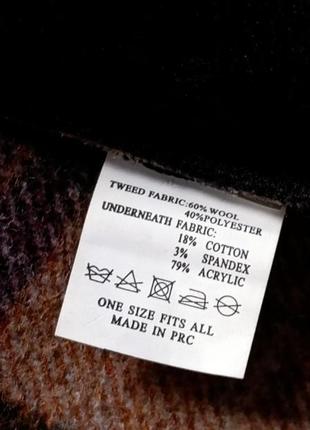 TWEED FABRIC:60% WOOL
40%POLYESTER
UNDERNEATH FABRIC:
18% COTTON
3% SPANDEX
79% ACRYLIC
ONE SIZE FITS ALL
MADE IN PRC